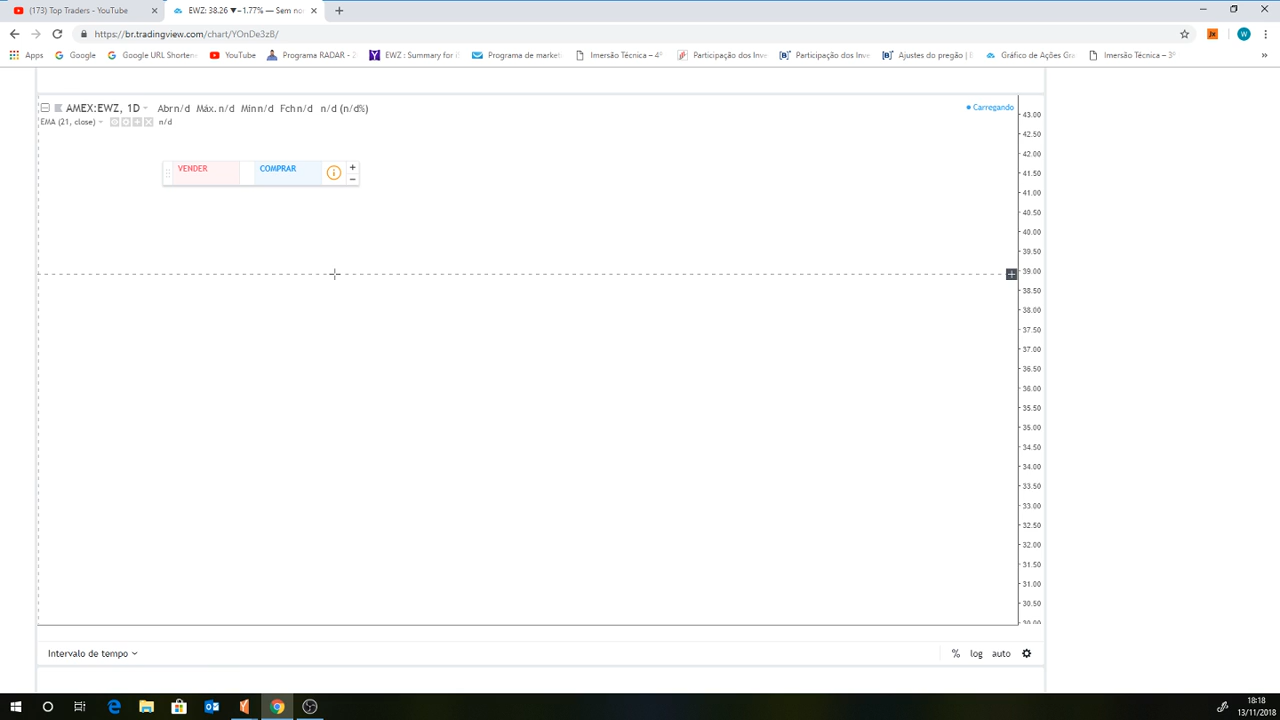 (173) Top Traders - YouTube
EWZ: 38.26 ▼−1.77% — Sem nor
https://br.tradingview.com/chart/YOnDe3zB/
W
Apps
Google
Google URL Shorten
YouTube
Programa RADAR - 2
EWZ : Summary for i
Programa de market
Imersão Técnica – 4º
Participação dos Inve
Participação dos Inve
Ajustes do pregão |
Gráfico de Ações Gra
Imersão Técnica – 3º
»
AMEX:EWZ, 1D Abr n/d Máx. n/d Min n/d Fch n/d n/d (n/d%)
Carregando
EMA (21, close) n/d
VENDER
COMPRAR
+
−
43.00
42.50
42.00
41.50
41.00
40.50
40.00
39.50
39.00
38.50
38.00
37.50
37.00
36.50
36.00
35.50
35.00
34.50
34.00
33.50
33.00
32.50
32.00
31.50
31.00
30.50
30.00
Intervalo de tempo
% log auto
18:18
13/11/2018